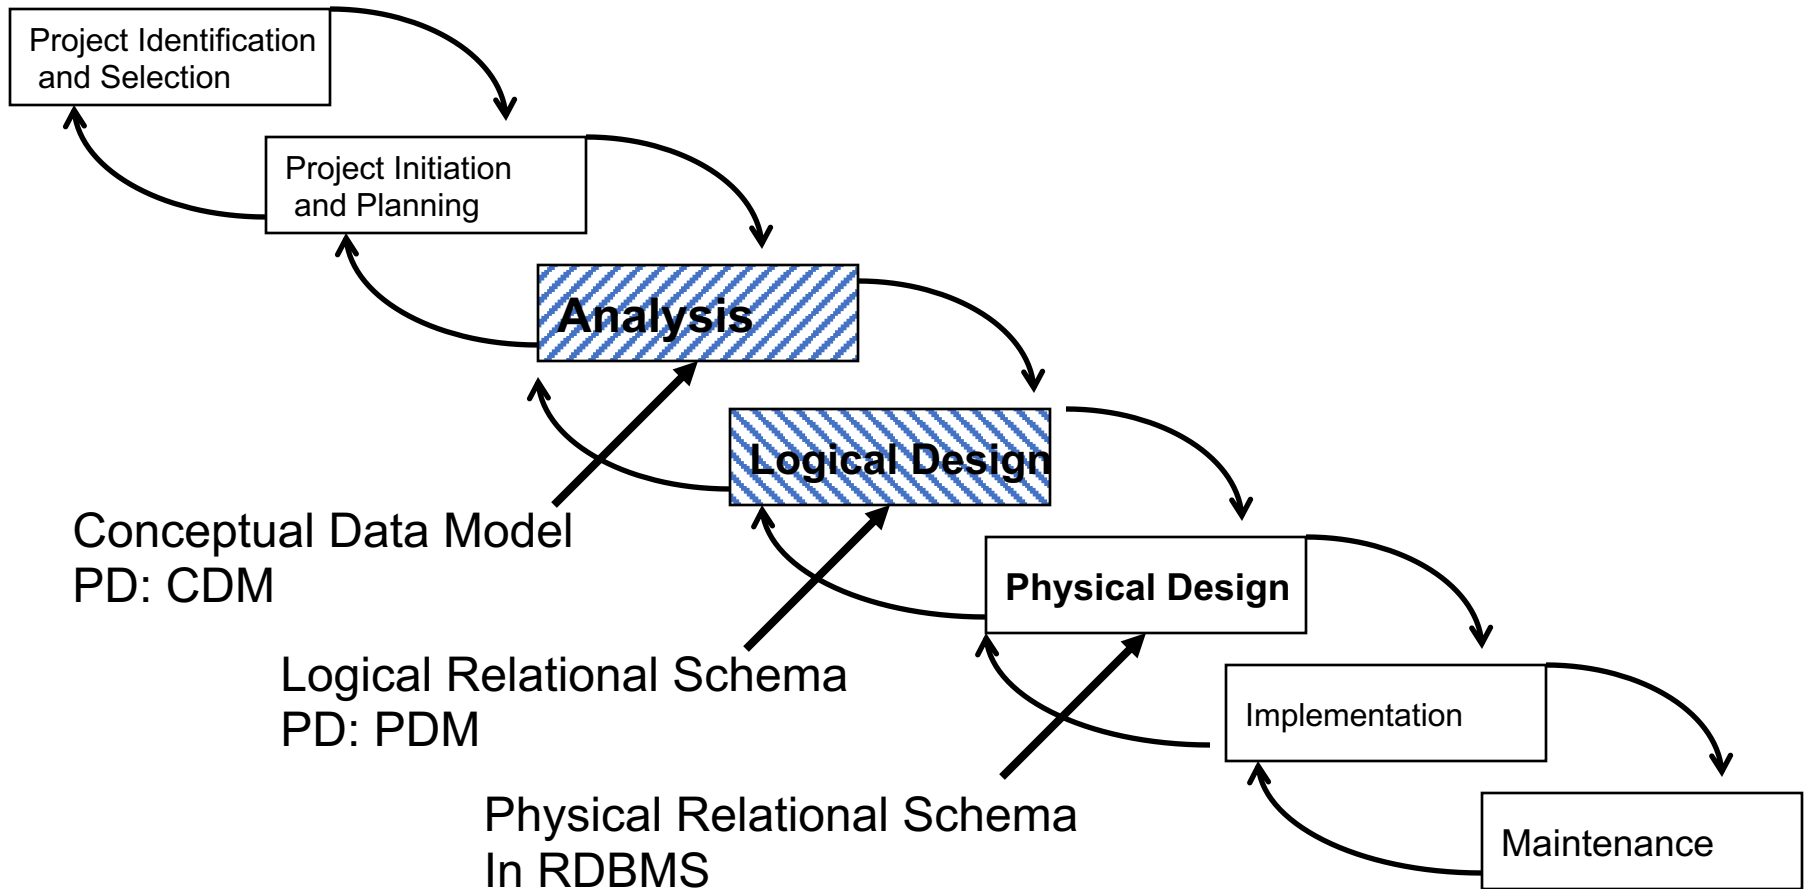 Project Identification
and Selection
Project Initiation
and Planning
Analysis
Logical Design
Conceptual Data Model
PD: CDM
Physical Design
Logical Relational Schema
PD: PDM
Implementation
Physical Relational Schema
In RDBMS
Maintenance